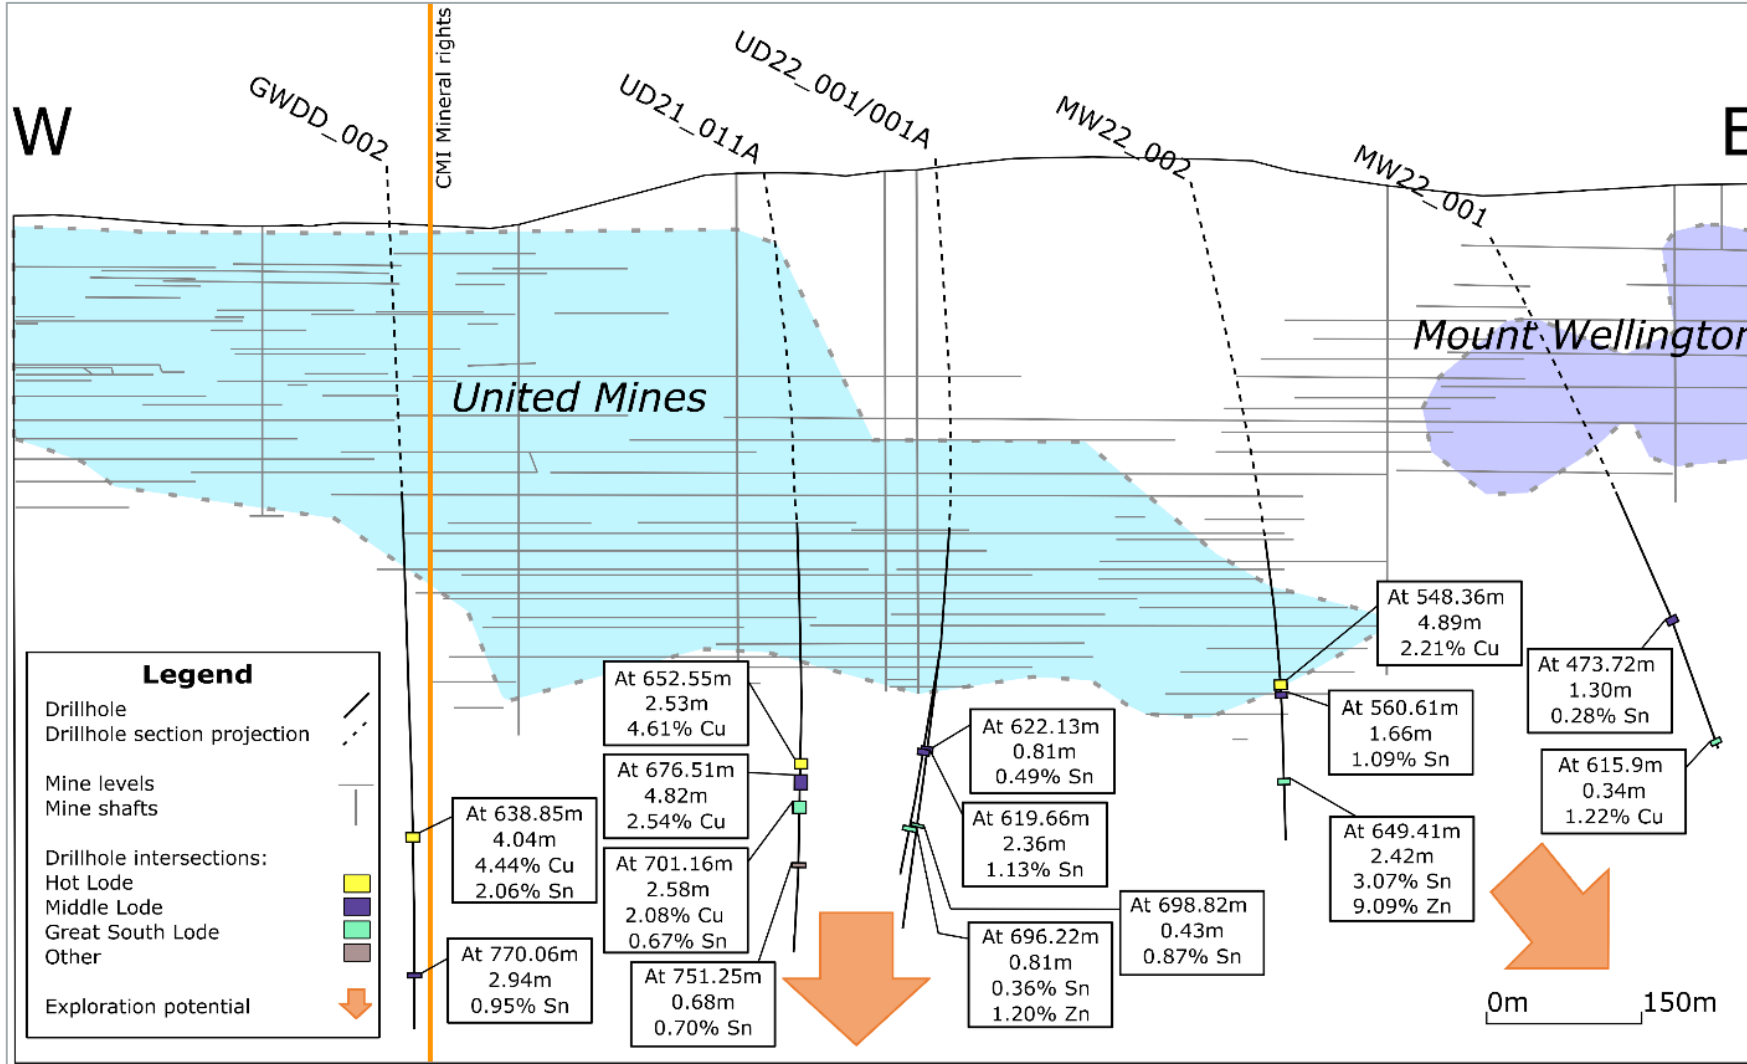 W
E
CMI Mineral rights
GWDD_002
UD21_011A
UD22_001/001A
MW22_002
MW22_001
United Mines
Mount Wellington
Legend
Drillhole
Drillhole section projection
Mine levels
Mine shafts
Drillhole intersections:
Hot Lode
Middle Lode
Great South Lode
Other
Exploration potential
At 638.85m
4.04m
4.44% Cu
2.06% Sn
At 770.06m
2.94m
0.95% Sn
At 652.55m
2.53m
4.61% Cu
At 676.51m
4.82m
2.54% Cu
At 701.16m
2.58m
2.08% Cu
0.67% Sn
At 751.25m
0.68m
0.70% Sn
At 622.13m
0.81m
0.49% Sn
At 619.66m
2.36m
1.13% Sn
At 698.82m
0.43m
0.87% Sn
At 696.22m
0.81m
0.36% Sn
1.20% Zn
At 548.36m
4.89m
2.21% Cu
At 560.61m
1.66m
1.09% Sn
At 649.41m
2.42m
3.07% Sn
9.09% Zn
At 473.72m
1.30m
0.28% Sn
At 615.9m
0.34m
1.22% Cu
0m 150m